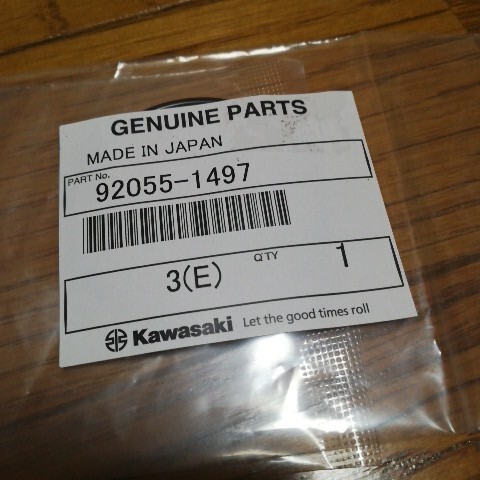 GENUINE PARTS
MADE IN JAPAN
PART No.
92055-1497
3(E)
Q'TY
1
Kawasaki Let the good times roll